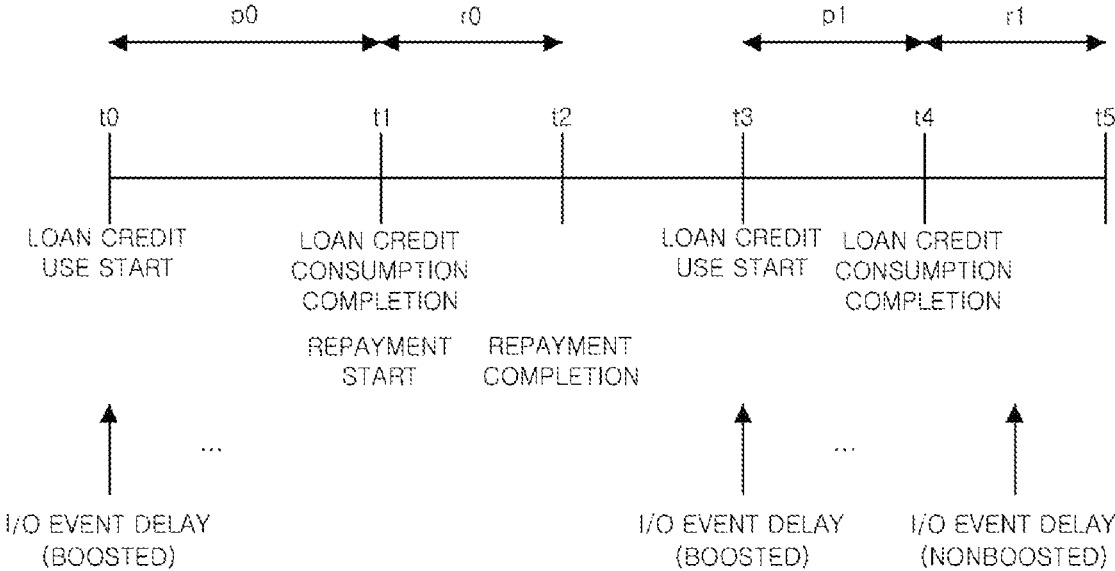 p0
r0
p1
r1
t0
t1
t2
t3
t4
t5
LOAN CREDIT
USE START
LOAN CREDIT
CONSUMPTION
COMPLETION
LOAN CREDIT
USE START
LOAN CREDIT
CONSUMPTION
COMPLETION
REPAYMENT
START
REPAYMENT
COMPLETION
...
...
I/O EVENT DELAY
(BOOSTED)
I/O EVENT DELAY
(BOOSTED)
I/O EVENT DELAY
(NONBOOSTED)